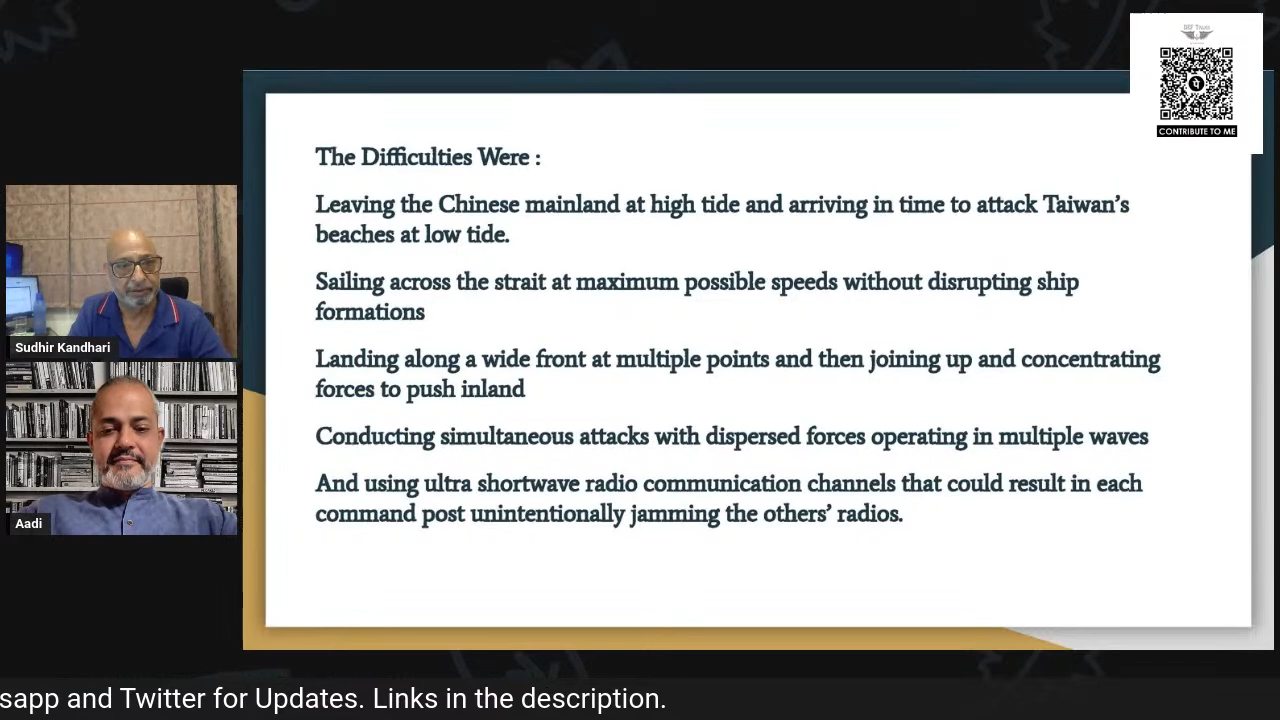 CONTRIBUTE TO ME
The Difficulties Were :
Leaving the Chinese mainland at high tide and arriving in time to attack Taiwan's
beaches at low tide.
Sailing across the strait at maximum possible speeds without disrupting ship
formations
Landing along a wide front at multiple points and then joining up and concentrating
forces to push inland
Conducting simultaneous attacks with dispersed forces operating in multiple waves
And using ultra shortwave radio communication channels that could result in each
command post unintentionally jamming the others' radios.
Sudhir Kandhari
Aadi
sapp and Twitter for Updates. Links in the description.